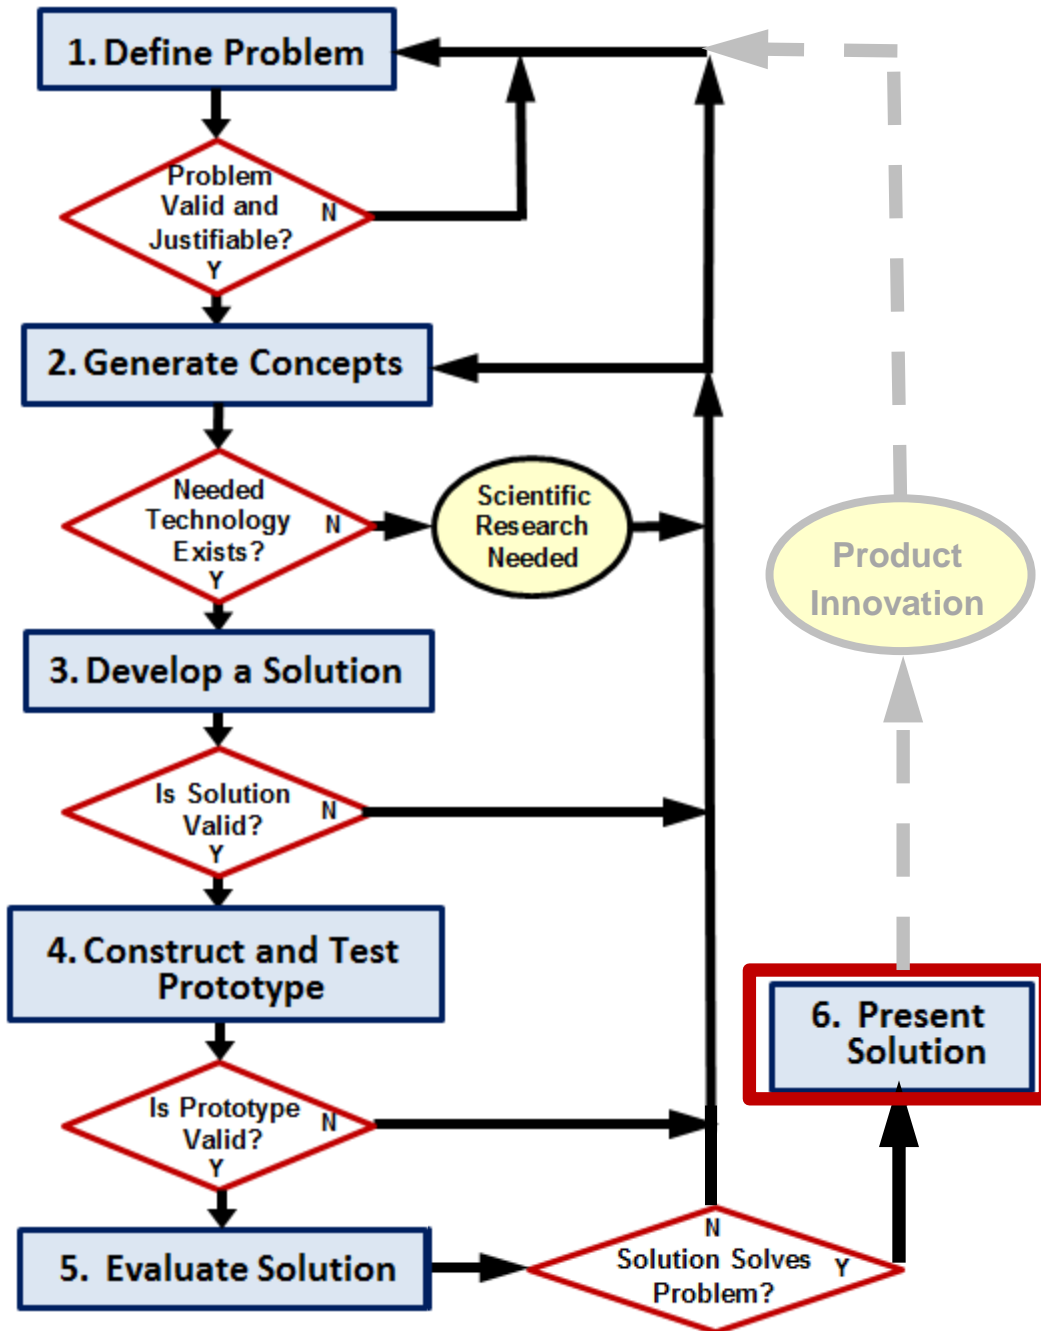 1. Define Problem
Problem
Valid and
Justifiable?
N
Y
2. Generate Concepts
Needed
Technology
Exists?
N
Y
Scientific
Research
Needed
Product
Innovation
3. Develop a Solution
Is Solution
Valid?
N
Y
4. Construct and Test
Prototype
6. Present
Solution
Is Prototype
Valid?
N
Y
5. Evaluate Solution
N
Solution Solves
Problem?
Y